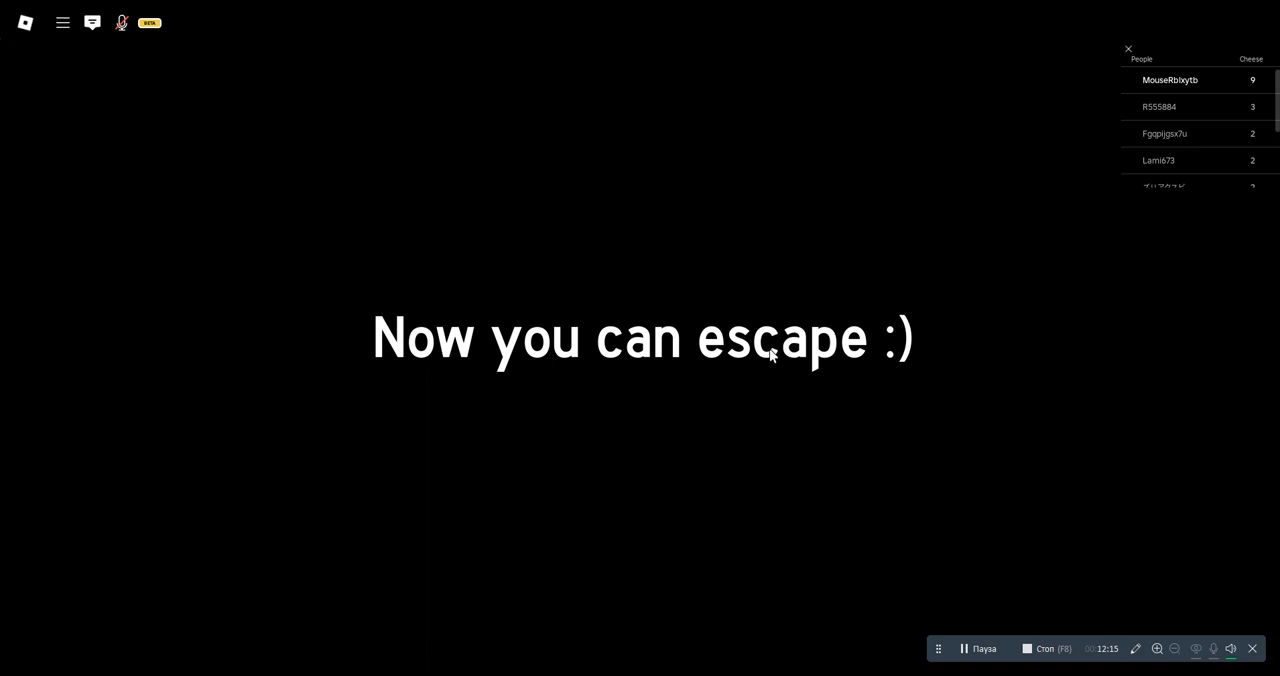 BETA
People Cheese
MouseRblxytb 9
R555884 3
Fgqpijgsx7u 2
Lami673 2
Now you can escape :)
Пауза Стоп (F8) 00:12:15